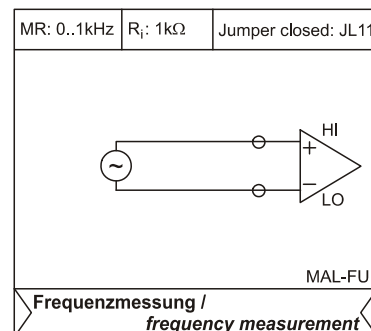 MR: 0..1kHz
Ri: 1kΩ
Jumper closed: JL11
HI
+
~
−
LO
MAL-FU
Frequenzmessung /
frequency measurement